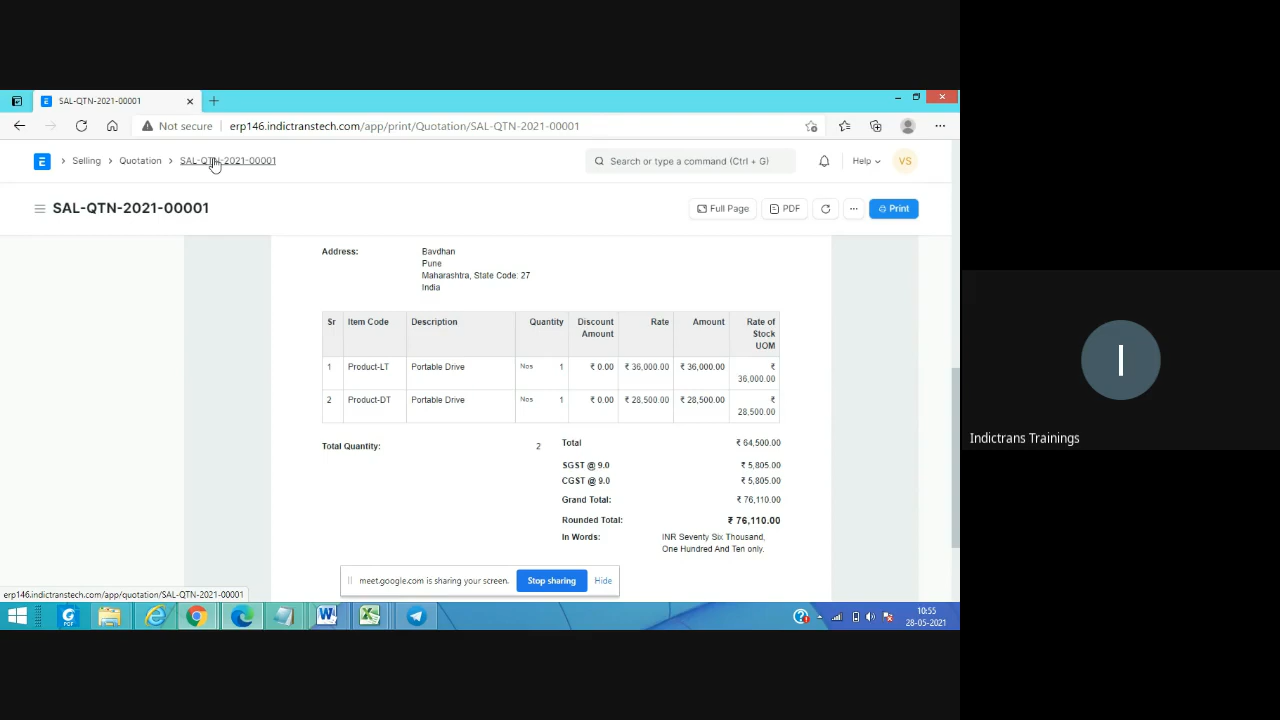 SAL-QTN-2021-00001
Not secure erp146.indictranstech.com/app/print/Quotation/SAL-QTN-2021-00001
E Selling Quotation SAL-QTN-2021-00001 Search or type a command (Ctrl + G) Help VS
SAL-QTN-2021-00001 Full Page PDF Print
Address: Bavdhan
Pune
Maharashtra, State Code: 27
India
Sr Item Code Description Quantity Discount Amount Rate Amount Rate of Stock UOM
1 Product-LT Portable Drive Nos 1 ₹ 0.00 ₹ 36,000.00 ₹ 36,000.00 ₹ 36,000.00
2 Product-DT Portable Drive Nos 1 ₹ 0.00 ₹ 28,500.00 ₹ 28,500.00 ₹ 28,500.00
Total Quantity: 2 Total ₹ 64,500.00
SGST @ 9.0 ₹ 5,805.00
CGST @ 9.0 ₹ 5,805.00
Grand Total: ₹ 76,110.00
Rounded Total: ₹ 76,110.00
In Words: INR Seventy Six Thousand,
One Hundred And Ten only.
meet.google.com is sharing your screen. Stop sharing Hide
erp146.indictranstech.com/app/quotation/SAL-QTN-2021-00001
10:55
28-05-2021
I
Indictrans Trainings